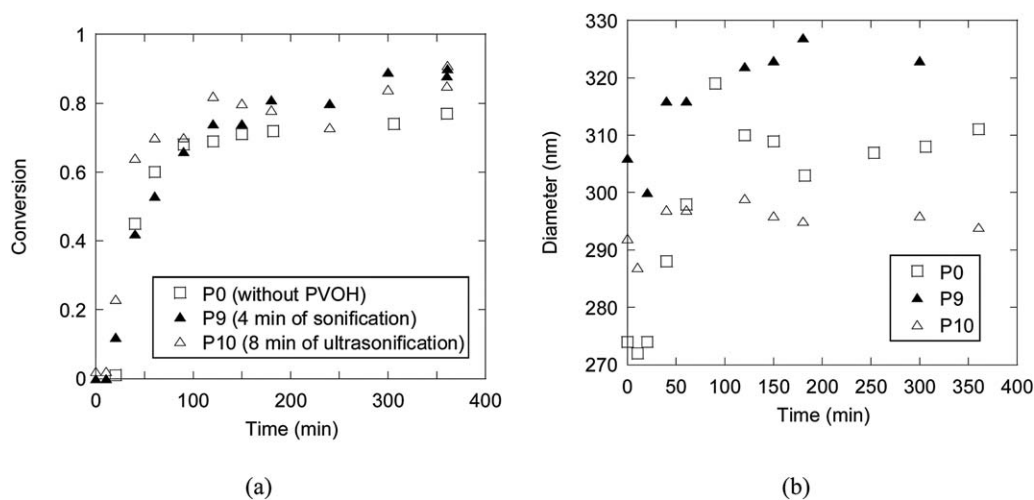 1
0.8
0.6
0.4
0.2
0
Conversion
P0 (without PVOH)
P9 (4 min of sonification)
P10 (8 min of ultrasonification)
0 100 200 300 400
Time (min)
(a)
330
320
310
300
290
280
270
Diameter (nm)
P0
P9
P10
0 50 100 150 200 250 300 350 400
Time (min)
(b)